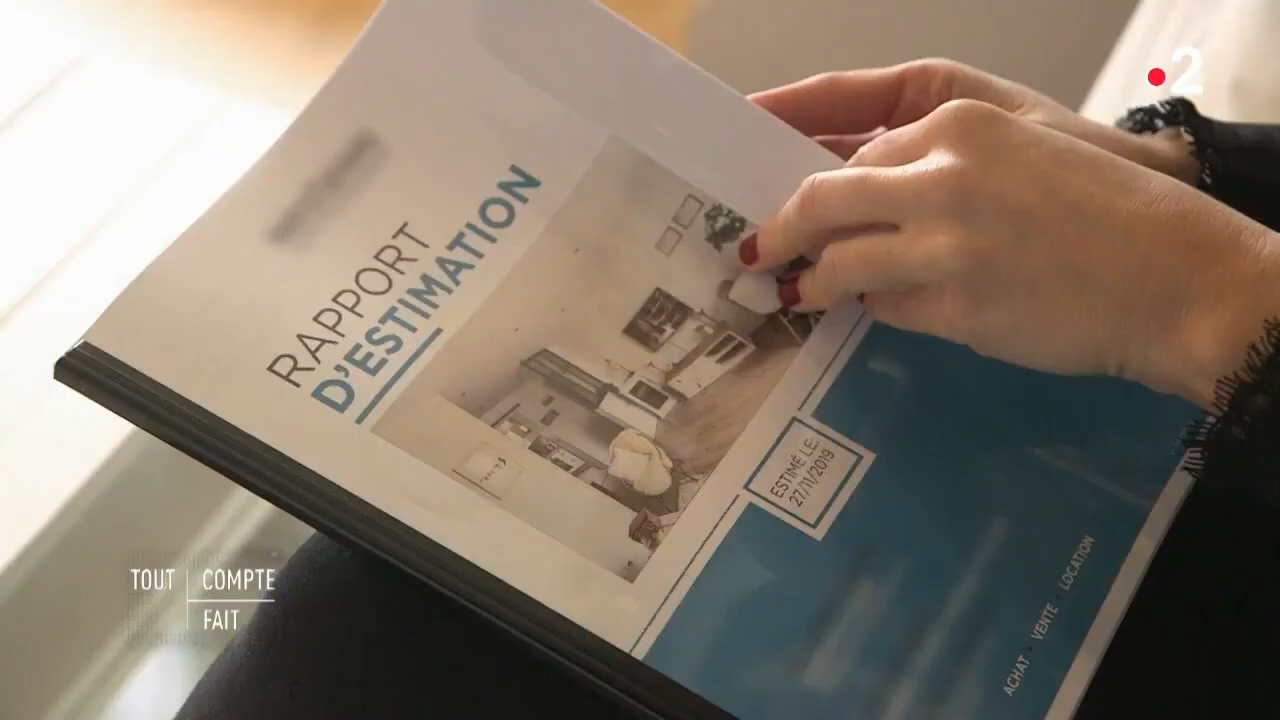 2
RAPPORT
D'ESTIMATION
ESTIMÉ LE:
27/11/2019
ACHAT • VENTE • LOCATION
TOUT COMPTE
FAIT